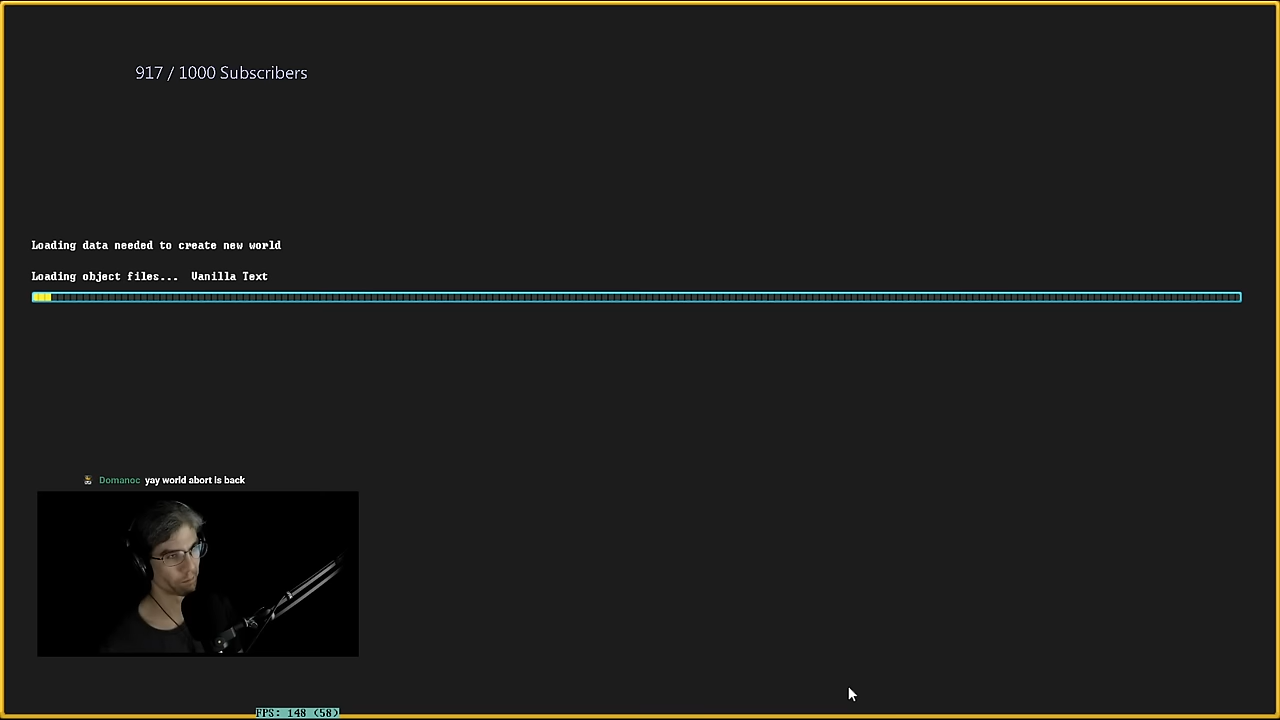 917 / 1000 Subscribers
Loading data needed to create new world
Loading object files... Vanilla Text
Domanoc yay world abort is back
FPS: 148 (58)